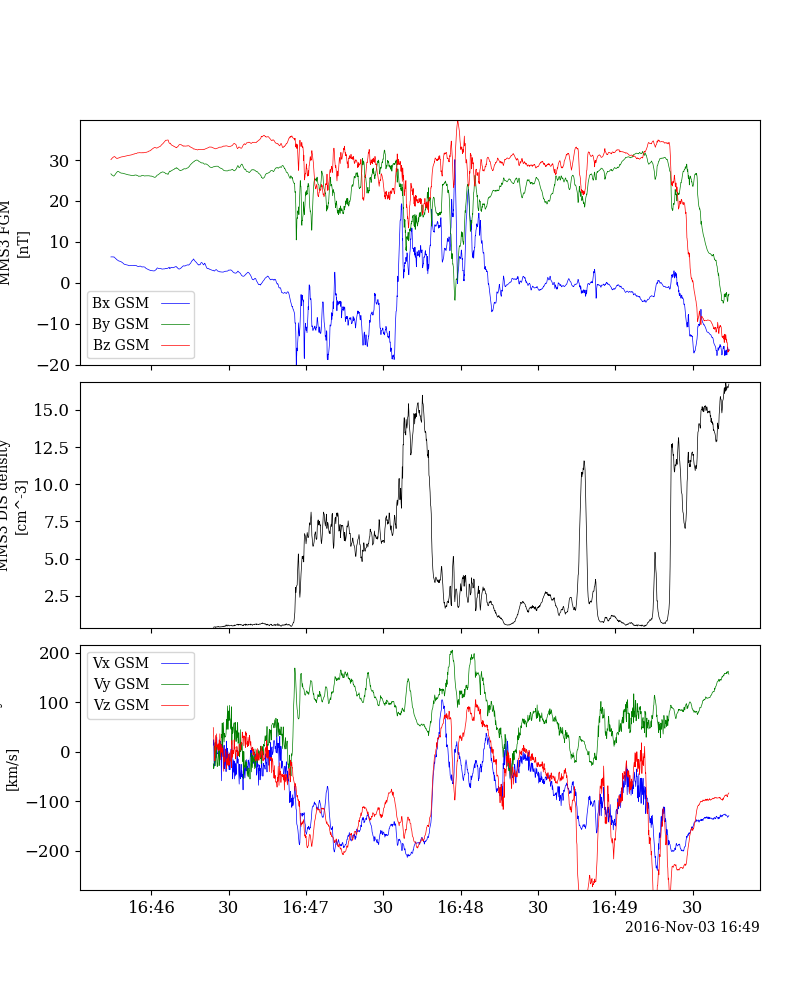 MMS3 FGM
[nT]
30
20
10
0
−10
−20
Bx GSM
By GSM
Bz GSM
MMS3 DIS density
[cm^-3]
15.0
12.5
10.0
7.5
5.0
2.5
[km/s]
200
100
0
−100
−200
Vx GSM
Vy GSM
Vz GSM
16:46
30
16:47
30
16:48
30
16:49
30
2016-Nov-03 16:49